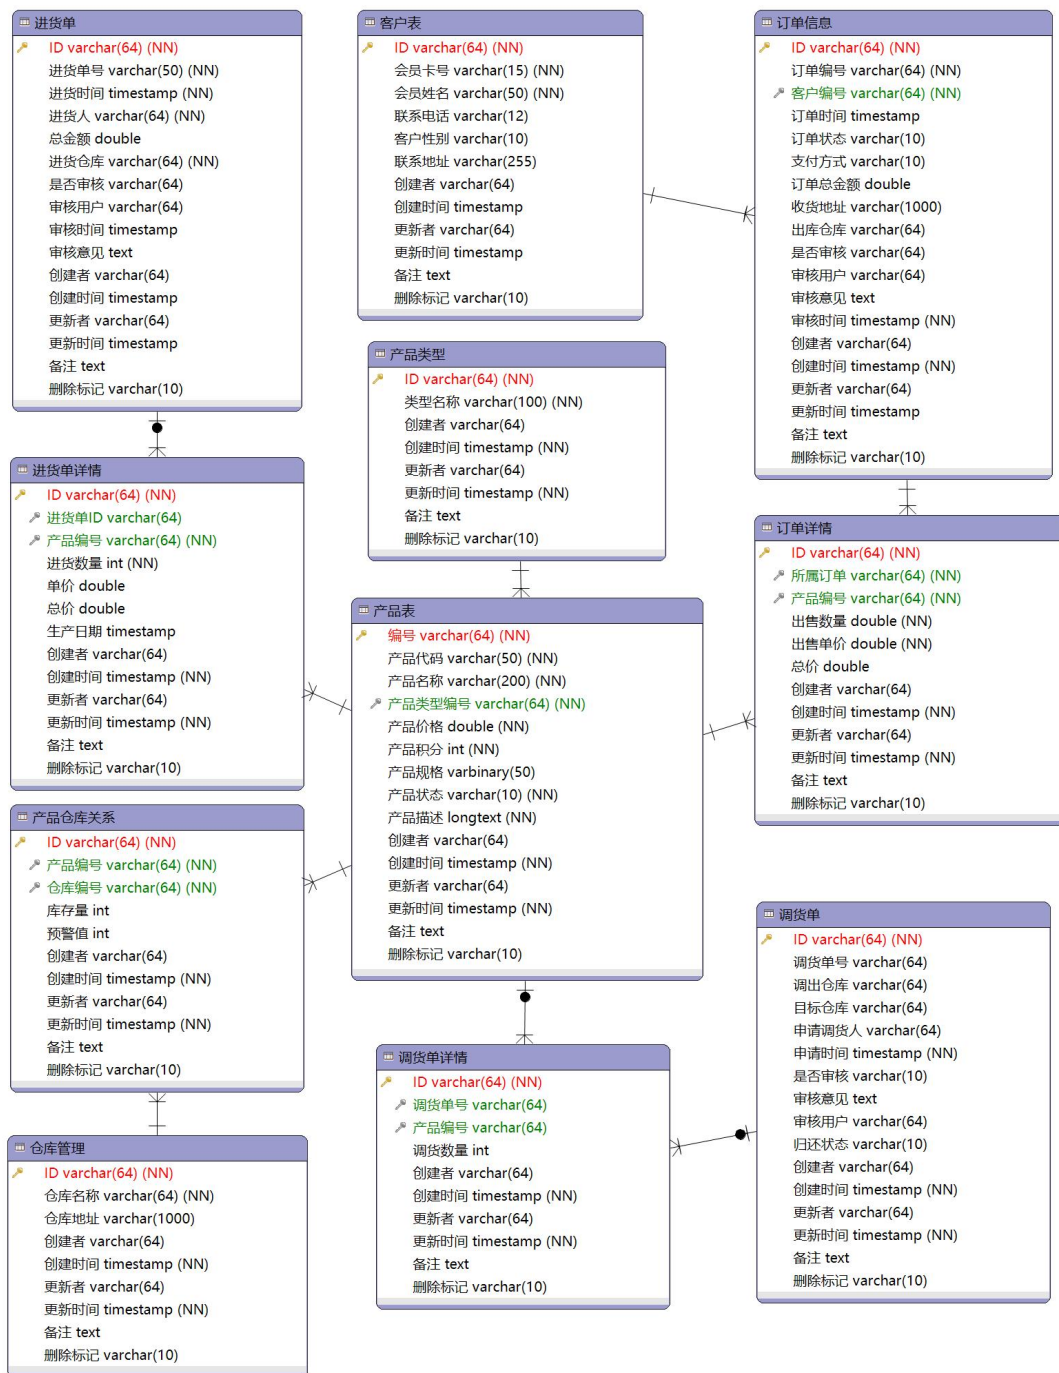 进货单
ID varchar(64) (NN)
进货单号 varchar(50) (NN)
进货时间 timestamp (NN)
进货人 varchar(64) (NN)
总金额 double
进货仓库 varchar(64) (NN)
是否审核 varchar(64)
审核用户 varchar(64)
审核时间 timestamp
审核意见 text
创建者 varchar(64)
创建时间 timestamp
更新者 varchar(64)
更新时间 timestamp
备注 text
删除标记 varchar(10)
客户表
ID varchar(64) (NN)
会员卡号 varchar(15) (NN)
会员姓名 varchar(50) (NN)
联系电话 varchar(12)
客户性别 varchar(10)
联系地址 varchar(255)
创建者 varchar(64)
创建时间 timestamp
更新者 varchar(64)
更新时间 timestamp
备注 text
删除标记 varchar(10)
订单信息
ID varchar(64) (NN)
订单编号 varchar(64) (NN)
客户编号 varchar(64) (NN)
订单时间 timestamp
订单状态 varchar(10)
支付方式 varchar(10)
订单总金额 double
收货地址 varchar(1000)
出库仓库 varchar(64)
是否审核 varchar(64)
审核用户 varchar(64)
审核意见 text
审核时间 timestamp (NN)
创建者 varchar(64)
创建时间 timestamp (NN)
更新者 varchar(64)
更新时间 timestamp
备注 text
删除标记 varchar(10)
产品类型
ID varchar(64) (NN)
类型名称 varchar(100) (NN)
创建者 varchar(64)
创建时间 timestamp (NN)
更新者 varchar(64)
更新时间 timestamp (NN)
备注 text
删除标记 varchar(10)
进货单详情
ID varchar(64) (NN)
进货单ID varchar(64)
产品编号 varchar(64) (NN)
进货数量 int (NN)
单价 double
总价 double
生产日期 timestamp
创建者 varchar(64)
创建时间 timestamp (NN)
更新者 varchar(64)
更新时间 timestamp (NN)
备注 text
删除标记 varchar(10)
产品表
编号 varchar(64) (NN)
产品代码 varchar(50) (NN)
产品名称 varchar(200) (NN)
产品类型编号 varchar(64) (NN)
产品价格 double (NN)
产品积分 int (NN)
产品规格 varbinary(50)
产品状态 varchar(10) (NN)
产品描述 longtext (NN)
创建者 varchar(64)
创建时间 timestamp (NN)
更新者 varchar(64)
更新时间 timestamp (NN)
备注 text
删除标记 varchar(10)
订单详情
ID varchar(64) (NN)
所属订单 varchar(64) (NN)
产品编号 varchar(64) (NN)
出售数量 double (NN)
出售单价 double (NN)
总价 double
创建者 varchar(64)
创建时间 timestamp (NN)
更新者 varchar(64)
更新时间 timestamp (NN)
备注 text
删除标记 varchar(10)
产品仓库关系
ID varchar(64) (NN)
产品编号 varchar(64) (NN)
仓库编号 varchar(64) (NN)
库存量 int
预警值 int
创建者 varchar(64)
创建时间 timestamp (NN)
更新者 varchar(64)
更新时间 timestamp (NN)
备注 text
删除标记 varchar(10)
调货单
ID varchar(64) (NN)
调货单号 varchar(64)
调出仓库 varchar(64)
目标仓库 varchar(64)
申请调货人 varchar(64)
申请时间 timestamp (NN)
是否审核 varchar(10)
审核意见 text
审核用户 varchar(64)
归还状态 varchar(10)
创建者 varchar(64)
创建时间 timestamp (NN)
更新者 varchar(64)
更新时间 timestamp (NN)
备注 text
删除标记 varchar(10)
调货单详情
ID varchar(64) (NN)
调货单号 varchar(64)
产品编号 varchar(64)
调货数量 int
创建者 varchar(64)
创建时间 timestamp (NN)
更新者 varchar(64)
更新时间 timestamp (NN)
备注 text
删除标记 varchar(10)
仓库管理
ID varchar(64) (NN)
仓库名称 varchar(64) (NN)
仓库地址 varchar(1000)
创建者 varchar(64)
创建时间 timestamp (NN)
更新者 varchar(64)
更新时间 timestamp (NN)
备注 text
删除标记 varchar(10)